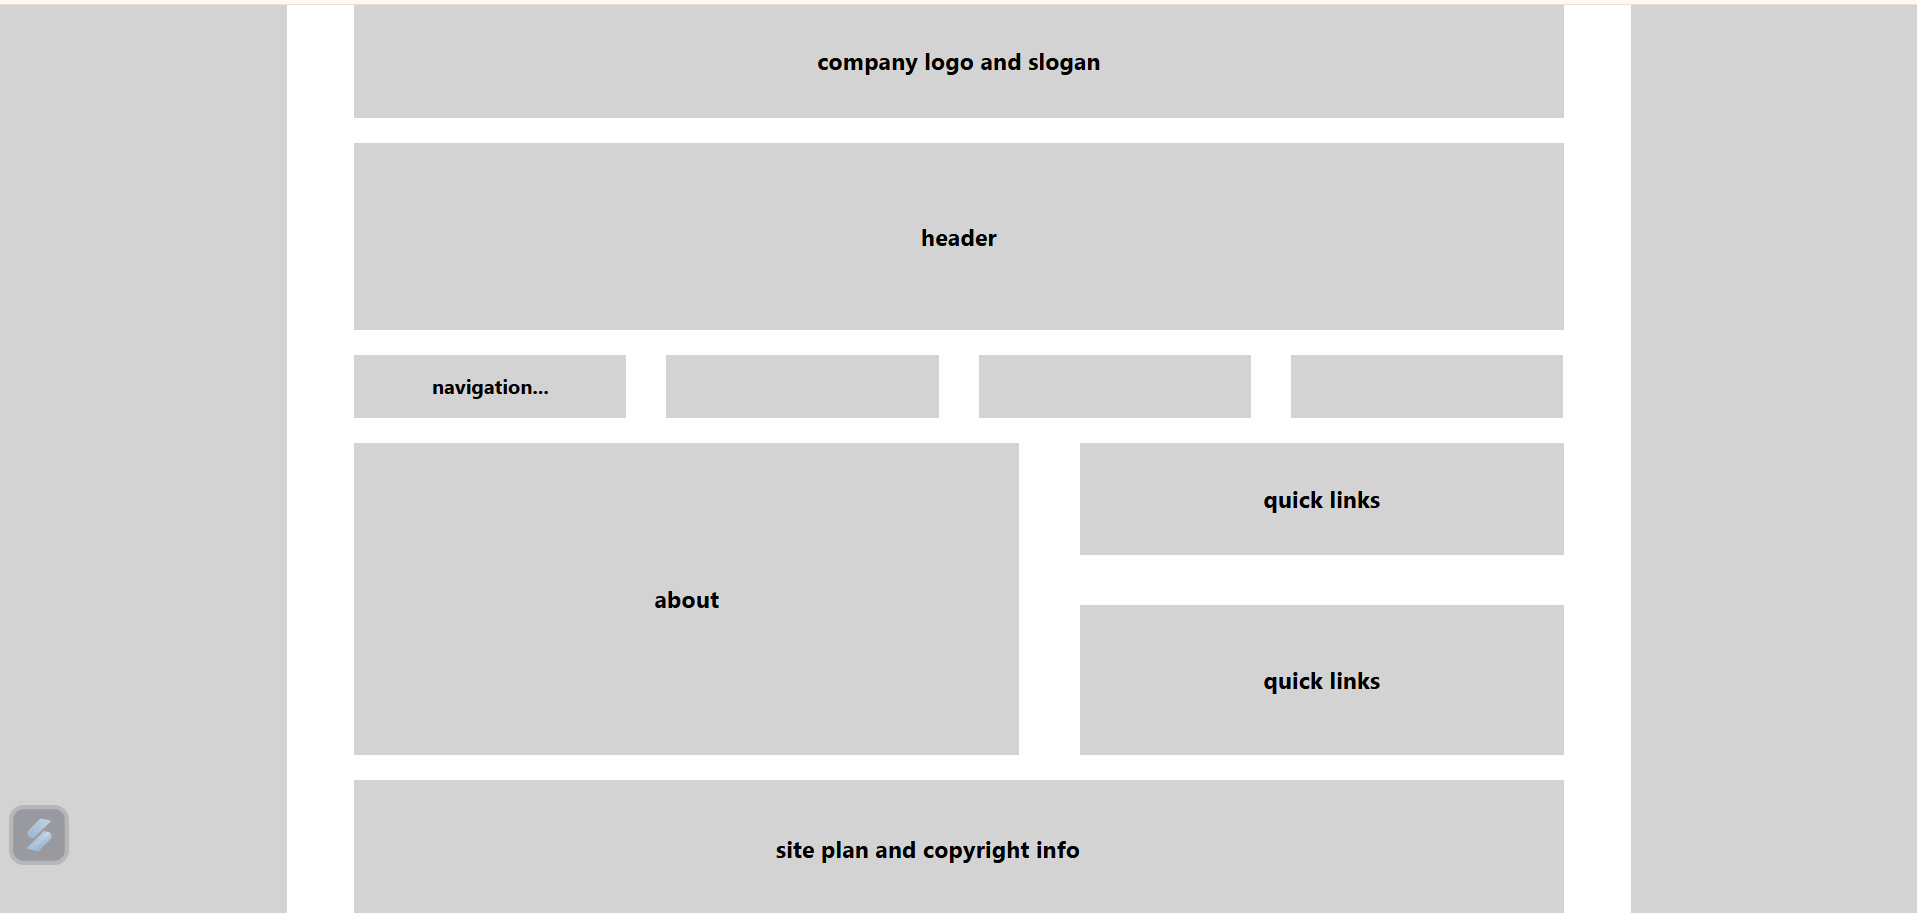 company logo and slogan
header
navigation...
about
quick links
quick links
site plan and copyright info